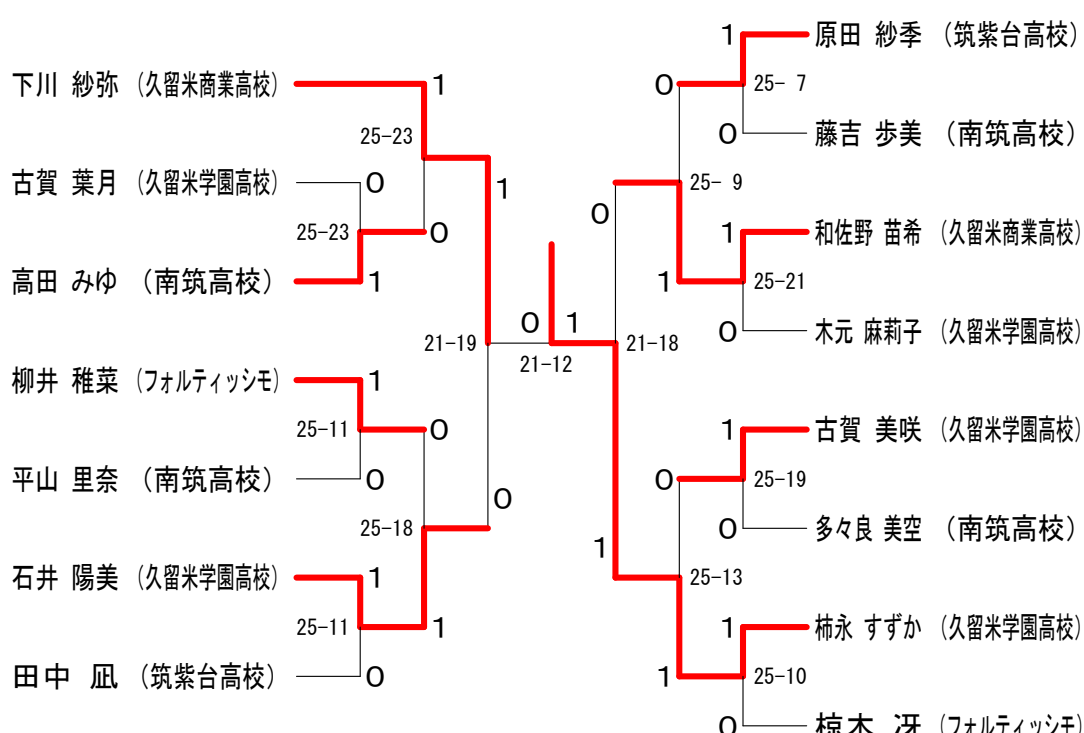 下川 紗弥 (久留米商業高校)
1
25-23
古賀 葉月 (久留米学園高校)
0
25-23
0
高田 みゆ (南筑高校)
1
1
21-19
柳井 稚菜 (フォルティッシモ)
1
25-11
0
平山 里奈 (南筑高校)
0
25-18
0
石井 陽美 (久留米学園高校)
1
25-11
1
田中 凪 (筑紫台高校)
0
0
1
21-12
1
原田 紗季 (筑紫台高校)
0
25- 7
0
藤吉 歩美 (南筑高校)
25- 9
0
1
和佐野 苗希 (久留米商業高校)
1
25-21
0
木元 麻莉子 (久留米学園高校)
21-18
1
古賀 美咲 (久留米学園高校)
0
25-19
0
多々良 美空 (南筑高校)
1
25-13
1
柿永 すずか (久留米学園高校)
1
25-10
0
椋木 冴 (フォルティッシモ)